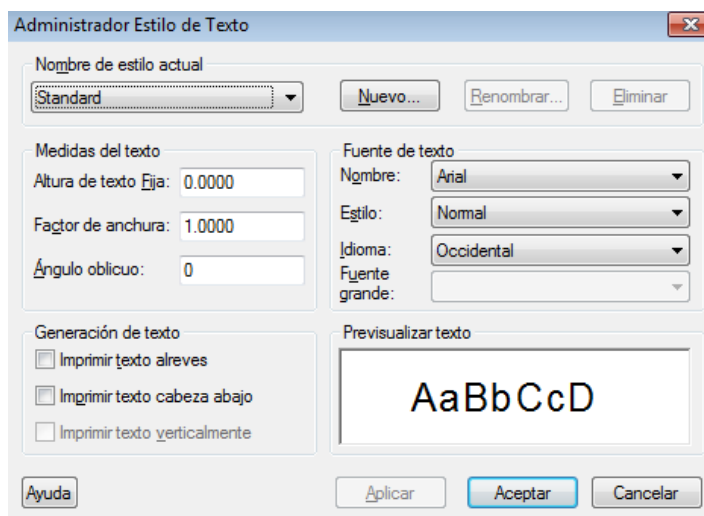 Administrador Estilo de Texto
Nombre de estilo actual
Standard
Nuevo...
Renombrar...
Eliminar
Medidas del texto
Altura de texto Fija: 0.0000
Factor de anchura: 1.0000
Ángulo oblicuo: 0
Fuente de texto
Nombre: Arial
Estilo: Normal
Idioma: Occidental
Fuente
grande:
Generación de texto
Imprimir texto alreves
Imprimir texto cabeza abajo
Imprimir texto verticalmente
Previsualizar texto
AaBbCcD
Ayuda
Aplicar
Aceptar
Cancelar